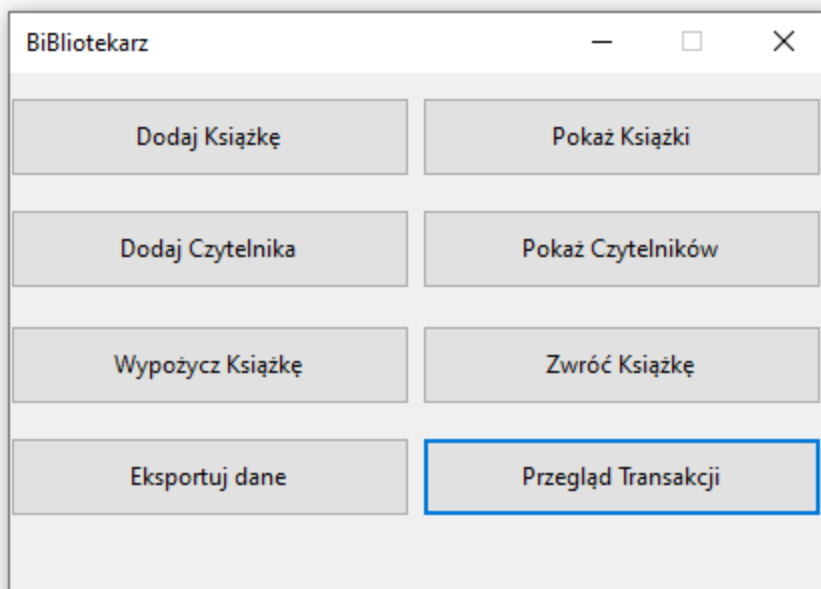 BiBliotekarz
Dodaj Książkę
Pokaż Książki
Dodaj Czytelnika
Pokaż Czytelników
Wypożycz Książkę
Zwróć Książkę
Eksportuj dane
Przegląd Transakcji